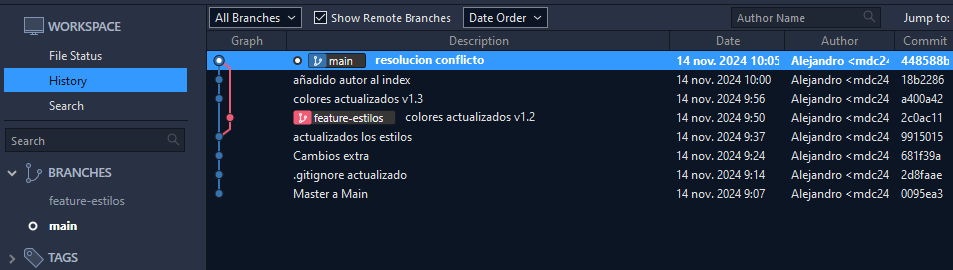 WORKSPACE
File Status
History
Search
Search
BRANCHES
feature-estilos
main
TAGS
All Branches Show Remote Branches Date Order Author Name Jump to:
Graph Description Date Author Commit
main resolucion conflicto 14 nov. 2024 10:05 Alejandro <mdc24 448588b
añadido autor al index 14 nov. 2024 10:00 Alejandro <mdc24 18b2286
colores actualizados v1.3 14 nov. 2024 9:56 Alejandro <mdc24 a400a42
feature-estilos colores actualizados v1.2 14 nov. 2024 9:50 Alejandro <mdc24 2c0ac11
actualizados los estilos 14 nov. 2024 9:37 Alejandro <mdc24 9915015
Cambios extra 14 nov. 2024 9:24 Alejandro <mdc24 681f39a
.gitignore actualizado 14 nov. 2024 9:14 Alejandro <mdc24 2d8faae
Master a Main 14 nov. 2024 9:07 Alejandro <mdc24 0095ea3